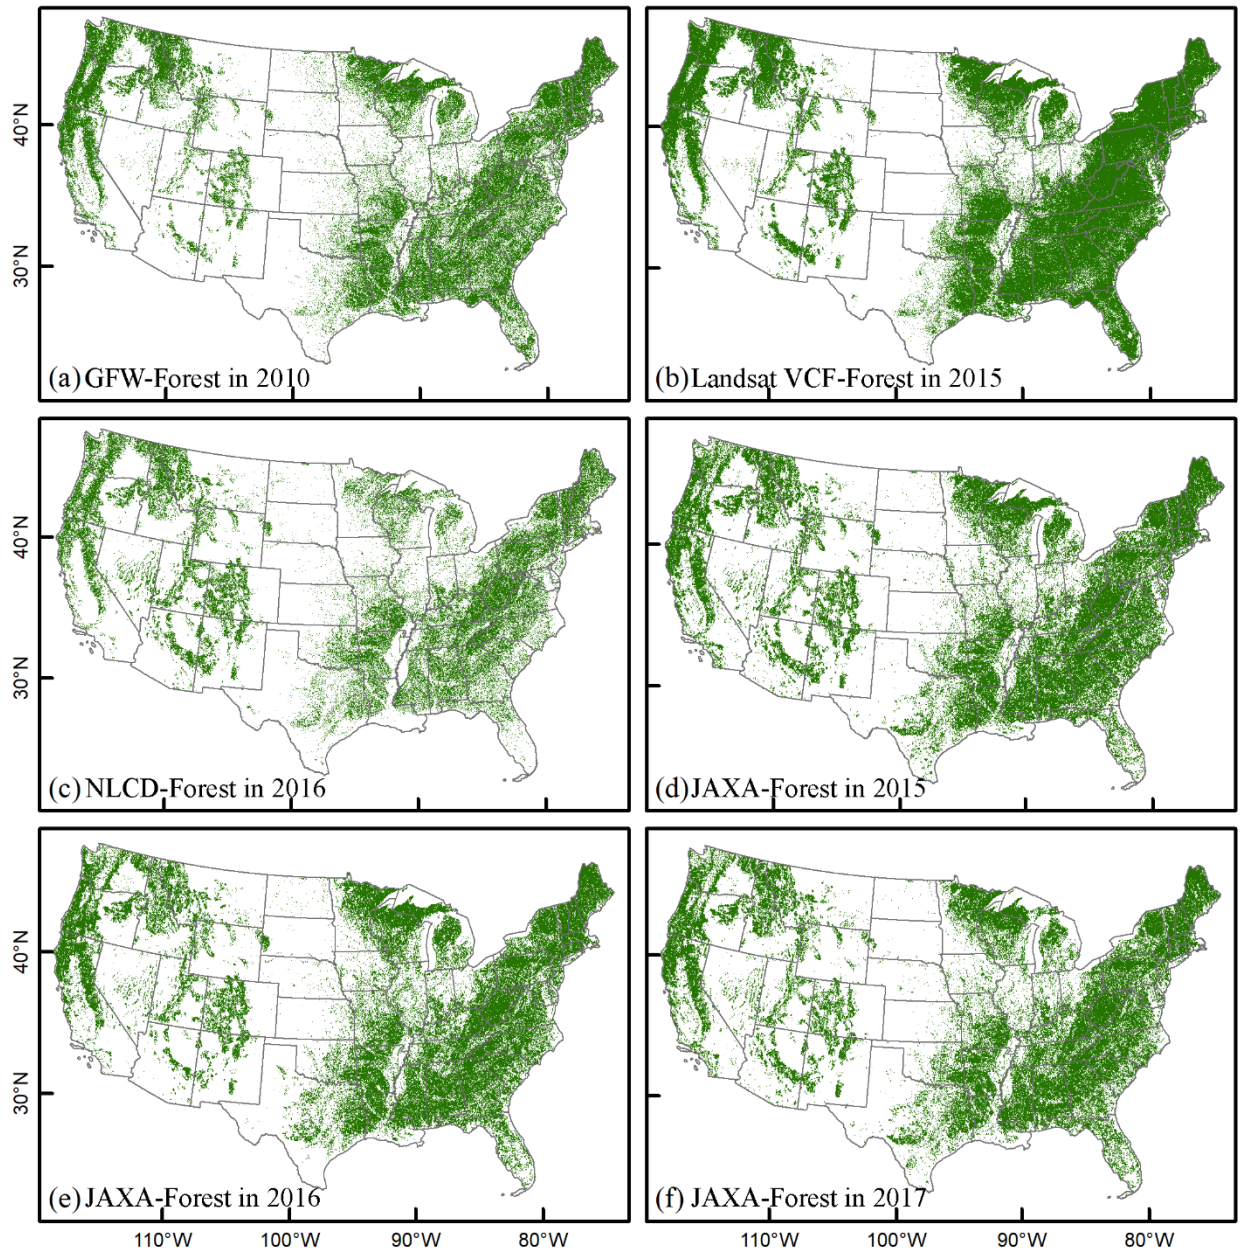 40°N
30°N
(a) GFW-Forest in 2010
(b) Landsat VCF-Forest in 2015
40°N
30°N
(c) NLCD-Forest in 2016
(d) JAXA-Forest in 2015
40°N
30°N
(e) JAXA-Forest in 2016
(f) JAXA-Forest in 2017
110°W 100°W 90°W 80°W
110°W 100°W 90°W 80°W